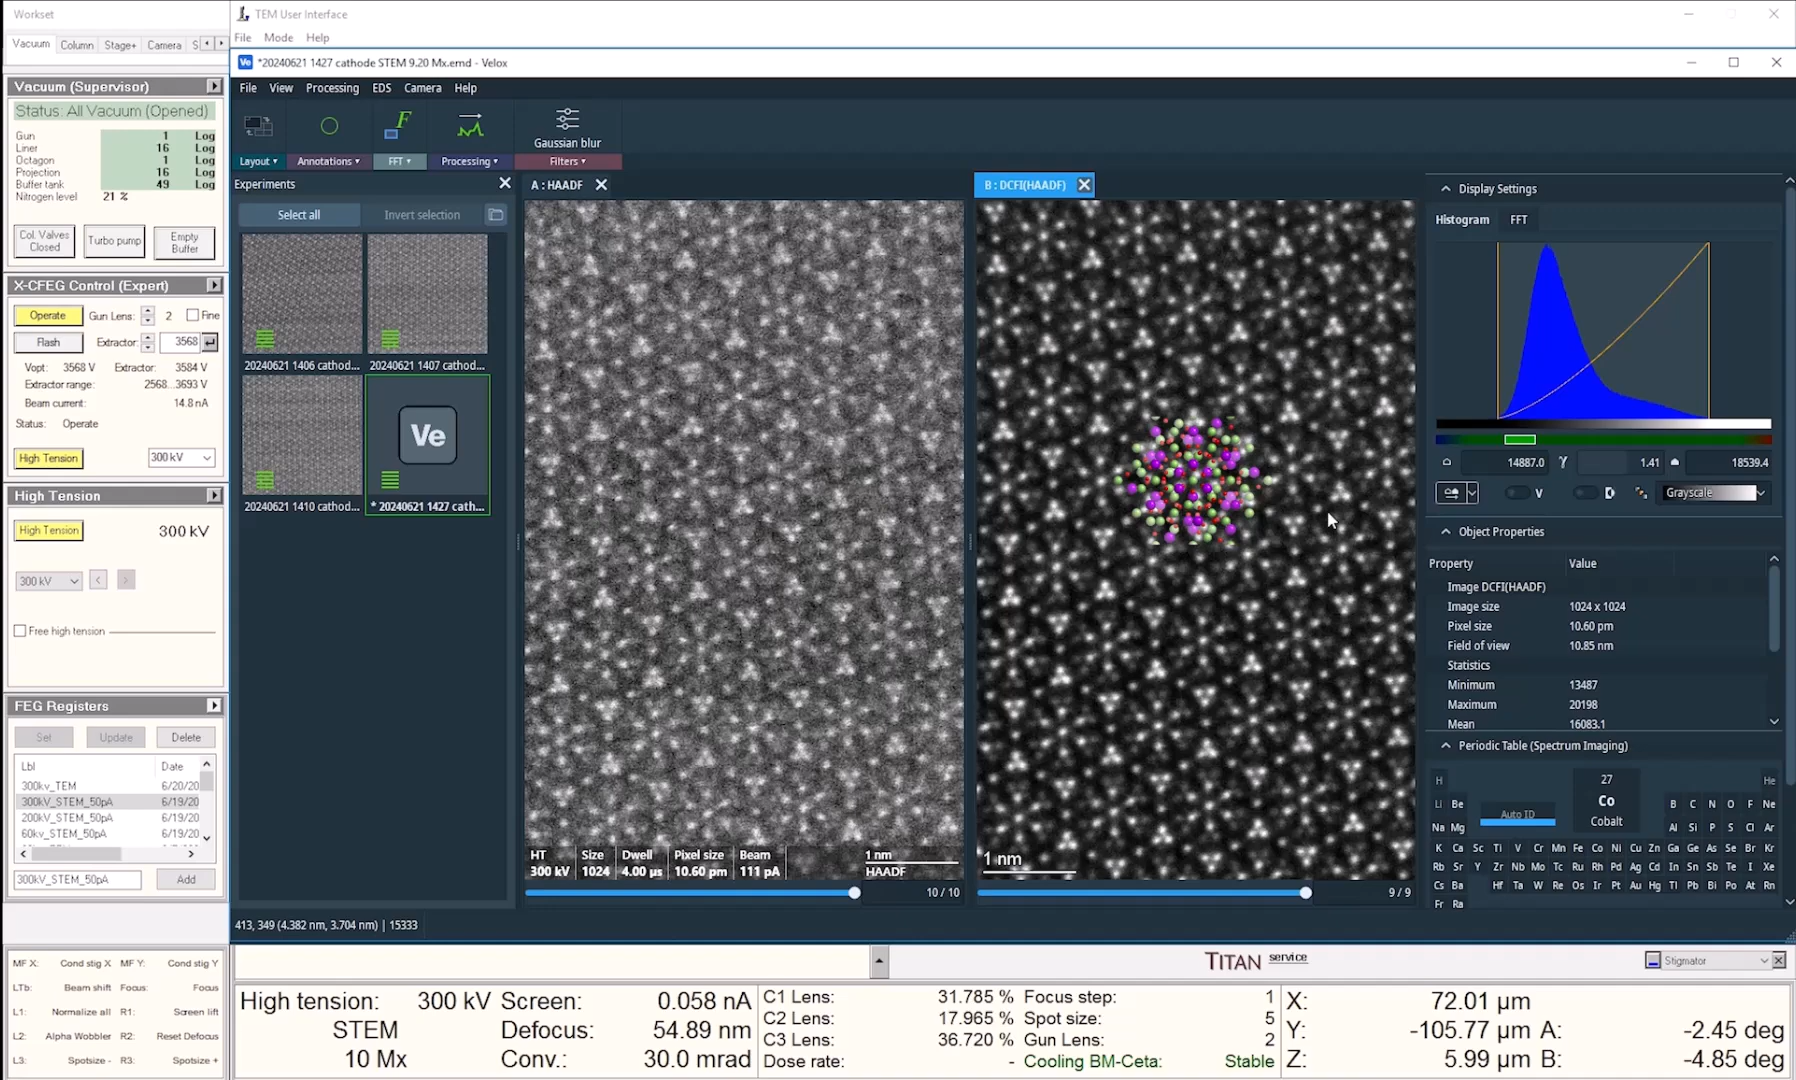 Workset
TEM User Interface
File Mode Help
Vacuum Column Stage+ Camera S
*20240621 1427 cathode STEM 9.20 Mx.emd - Velox
File View Processing EDS Camera Help
Gaussian blur
Layout Annotations FFT Processing Filters
Vacuum (Supervisor)
Status: All Vacuum (Opened)
Gun 1 Log
Liner 16 Log
Octagon 1 Log
Projection 16 Log
Buffer tank 49 Log
Nitrogen level 21 %
Col. Valves Closed
Turbo pump
Empty Buffer
X-CFEG Control (Expert)
Operate Gun Lens: 2 Fine
Flash Extractor: 3568
Vopt: 3568 V Extractor: 3584 V
Extractor range: 2568...3693 V
Beam current: 14.8 nA
Status: Operate
High Tension 300 kV
High Tension
High Tension 300 kV
300 kV < >
Free high tension
FEG Registers
Set Update Delete
Lbl Date
300kv_TEM 6/20/20
300kV_STEM_50pA 6/19/20
200kV_STEM_50pA 6/19/20
60kv_STEM_50pA 6/19/20
300kV_STEM_50pA Add
Experiments
Select all Invert selection
20240621 1406 cathod...
20240621 1407 cathod...
Ve
20240621 1410 cathod...
* 20240621 1427 cath...
A : HAADF
HT Size Dwell Pixel size Beam
300 kV 1024 4.00 µs 10.60 pm 111 pA
1 nm
HAADF
10 / 10
B : DCFI(HAADF)
1 nm
9 / 9
413, 349 (4.382 nm, 3.704 nm) | 15333
Display Settings
Histogram FFT
14887.0 γ 1.41 18539.4
V D Grayscale
Object Properties
Property Value
Image DCFI(HAADF)
Image size 1024 x 1024
Pixel size 10.60 pm
Field of view 10.85 nm
Statistics
Minimum 13487
Maximum 20198
Mean 16083.1
Periodic Table (Spectrum Imaging)
H 27 He
Li Be Auto ID Co B C N O F Ne
Na Mg Cobalt Al Si P S Cl Ar
K Ca Sc Ti V Cr Mn Fe Co Ni Cu Zn Ga Ge As Se Br Kr
Rb Sr Y Zr Nb Mo Tc Ru Rh Pd Ag Cd In Sn Sb Te I Xe
Cs Ba Hf Ta W Re Os Ir Pt Au Hg Tl Pb Bi Po At Rn
Fr Ra
TITAN service
Stigmator
MF X: Cond stig X MF Y: Cond stig Y
LTb: Beam shift Focus: Focus
L1: Normalize all R1: Screen lift
L2: Alpha Wobbler R2: Reset Defocus
L3: Spotsize - R3: Spotsize +
High tension: 300 kV
STEM
10 Mx
Screen: 0.058 nA
Defocus: 54.89 nm
Conv.: 30.0 mrad
C1 Lens: 31.785 %
C2 Lens: 17.965 %
C3 Lens: 36.720 %
Dose rate: -
Focus step: 1
Spot size: 5
Gun Lens: 2
Cooling BM-Ceta: Stable
X: 72.01 µm
Y: -105.77 µm A: -2.45 deg
Z: 5.99 µm B: -4.85 deg